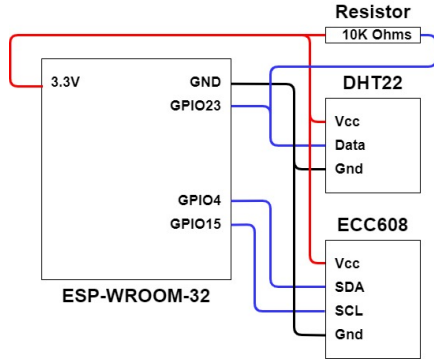 Resistor
10K Ohms
3.3V
GND
GPIO23
GPIO4
GPIO15
ESP-WROOM-32
DHT22
Vcc
Data
Gnd
ECC608
Vcc
SDA
SCL
Gnd